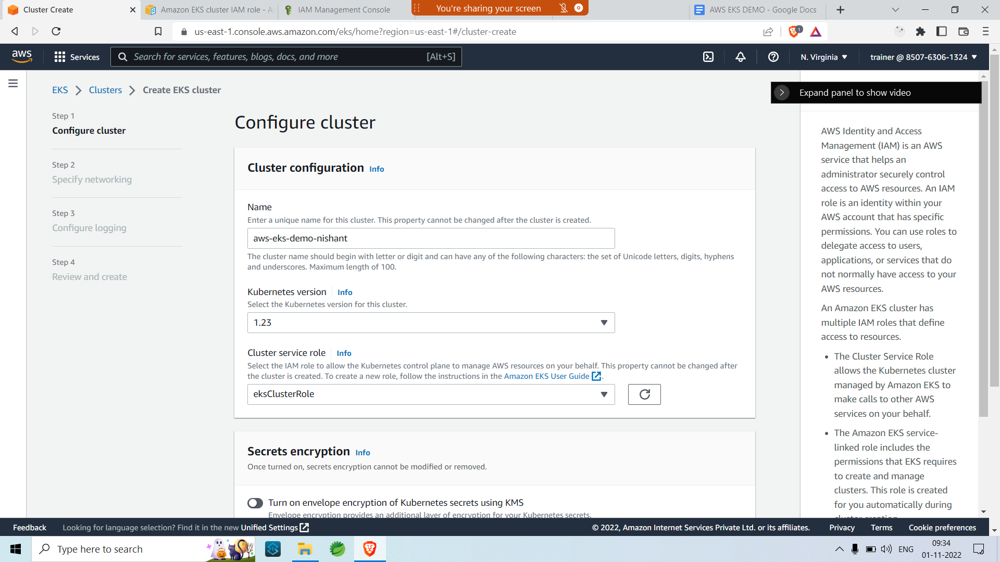 Cluster Create
Amazon EKS cluster IAM role - A
IAM Management Console
You're sharing your screen
AWS EKS DEMO - Google Docs
us-east-1.console.aws.amazon.com/eks/home?region=us-east-1#/cluster-create
1
aws
Services
Search for services, features, blogs, docs, and more
[Alt+S]
N. Virginia
trainer @ 8507-6306-1324
EKS
Clusters
Create EKS cluster
Expand panel to show video
Step 1
Configure cluster
Step 2
Specify networking
Step 3
Configure logging
Step 4
Review and create
Configure cluster
Cluster configuration Info
Name
Enter a unique name for this cluster. This property cannot be changed after the cluster is created.
aws-eks-demo-nishant
The cluster name should begin with letter or digit and can have any of the following characters: the set of Unicode letters, digits, hyphens
and underscores. Maximum length of 100.
Kubernetes version Info
Select the Kubernetes version for this cluster.
1.23
Cluster service role Info
Select the IAM role to allow the Kubernetes control plane to manage AWS resources on your behalf. This property cannot be changed after
the cluster is created. To create a new role, follow the instructions in the Amazon EKS User Guide.
eksClusterRole
Secrets encryption Info
Once turned on, secrets encryption cannot be modified or removed.
Turn on envelope encryption of Kubernetes secrets using KMS
Envelope encryption provides an additional layer of encryption for your Kubernetes secrets.
AWS Identity and Access
Management (IAM) is an AWS
service that helps an
administrator securely control
access to AWS resources. An IAM
role is an identity within your
AWS account that has specific
permissions. You can use roles to
delegate access to users,
applications, or services that do
not normally have access to your
AWS resources.
An Amazon EKS cluster has
multiple IAM roles that define
access to resources.
• The Cluster Service Role
allows the Kubernetes cluster
managed by Amazon EKS to
make calls to other AWS
services on your behalf.
• The Amazon EKS service-
linked role includes the
permissions that EKS requires
to create and manage
clusters. This role is created
for you automatically during
cluster creation.
Feedback
Looking for language selection? Find it in the new Unified Settings
© 2022, Amazon Internet Services Private Ltd. or its affiliates.
Privacy
Terms
Cookie preferences
Type here to search
ENG
09:34
01-11-2022